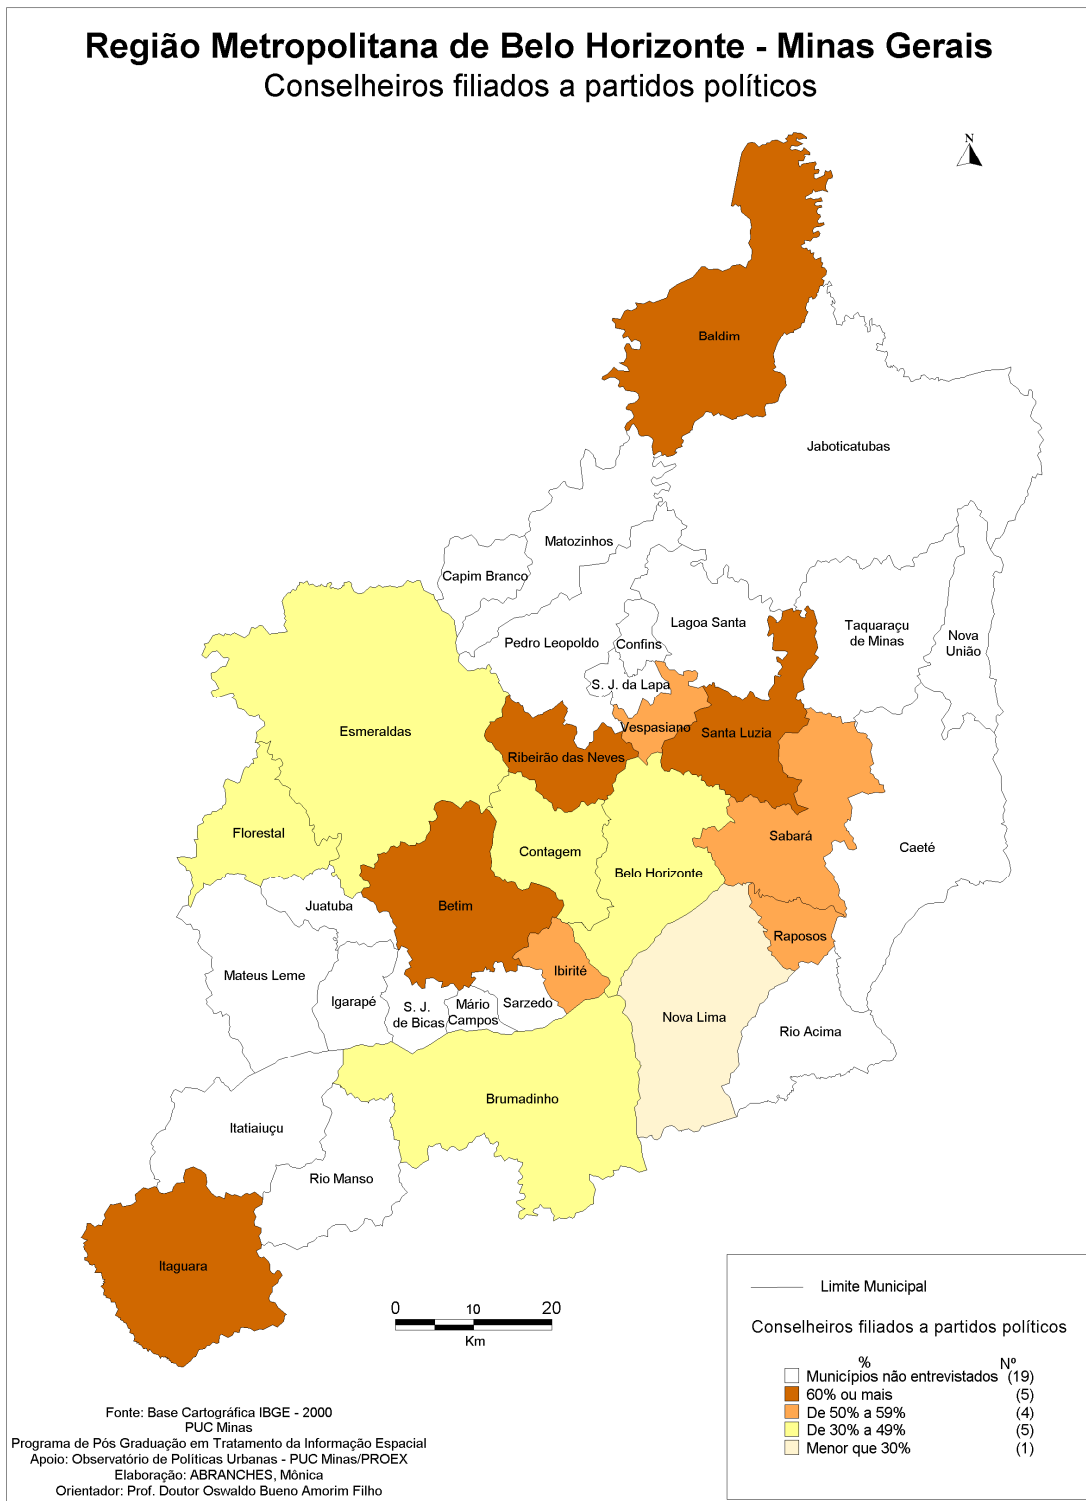 Região Metropolitana de Belo Horizonte - Minas Gerais
Conselheiros filiados a partidos políticos
N
Baldim
Jaboticatubas
Matozinhos
Capim Branco
Lagoa Santa
Taquaraçu
de Minas
Nova
União
Pedro Leopoldo
Confins
S. J. da Lapa
Esmeraldas
Vespasiano
Santa Luzia
Ribeirão das Neves
Florestal
Contagem
Sabará
Caeté
Belo Horizonte
Juatuba
Betim
Raposos
Mateus Leme
Ibirité
Igarapé
S. J.
de Bicas
Mário
Campos
Sarzedo
Nova Lima
Rio Acima
Brumadinho
Itatiaiuçu
Rio Manso
Itaguara
0 10 20
Km
Limite Municipal
Conselheiros filiados a partidos políticos
% Nº
Municípios não entrevistados (19)
60% ou mais (5)
De 50% a 59% (4)
De 30% a 49% (5)
Menor que 30% (1)
Fonte: Base Cartográfica IBGE - 2000
PUC Minas
Programa de Pós Graduação em Tratamento da Informação Espacial
Apoio: Observatório de Políticas Urbanas - PUC Minas/PROEX
Elaboração: ABRANCHES, Mônica
Orientador: Prof. Doutor Oswaldo Bueno Amorim Filho